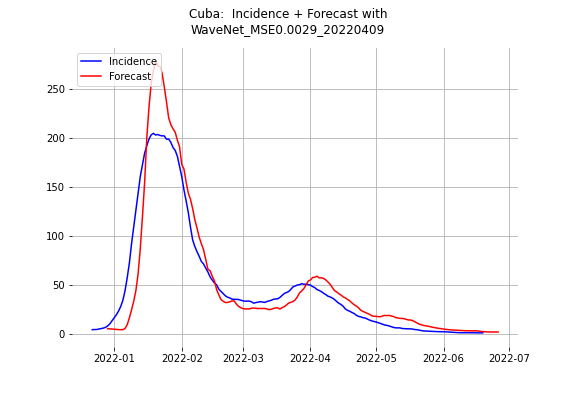 Cuba:  Incidence + Forecast with
WaveNet_MSE0.0029_20220409
Incidence
Forecast
250
200
150
100
50
0
2022-01 2022-02 2022-03 2022-04 2022-05 2022-06 2022-07